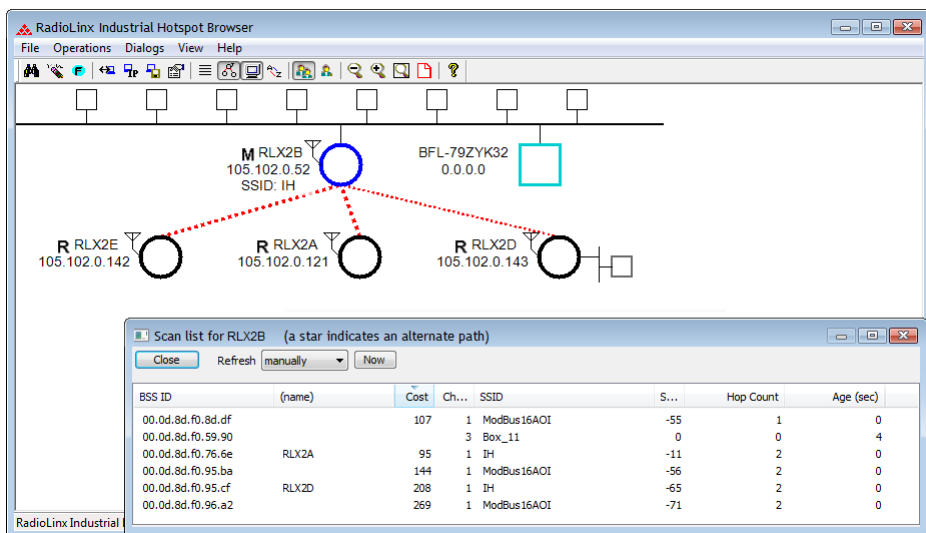 RadioLinx Industrial Hotspot Browser
File Operations Dialogs View Help
M RLX2B
105.102.0.52
SSID: IH
BFL-79ZYK32
0.0.0.0
R RLX2E
105.102.0.142
R RLX2A
105.102.0.121
R RLX2D
105.102.0.143
Scan list for RLX2B (a star indicates an alternate path)
Close Refresh manually Now
BSS ID (name) Cost Ch... SSID S... Hop Count Age (sec)
00.0d.8d.f0.8d.df 107 1 ModBus16AOI -55 1 0
00.0d.8d.f0.59.90 3 Box_11 0 0 4
00.0d.8d.f0.76.6e RLX2A 95 1 IH -11 2 0
00.0d.8d.f0.95.ba 144 1 ModBus16AOI -56 2 0
00.0d.8d.f0.95.cf RLX2D 208 1 IH -65 2 0
00.0d.8d.f0.96.a2 269 1 ModBus16AOI -71 2 0
RadioLinx Industrial